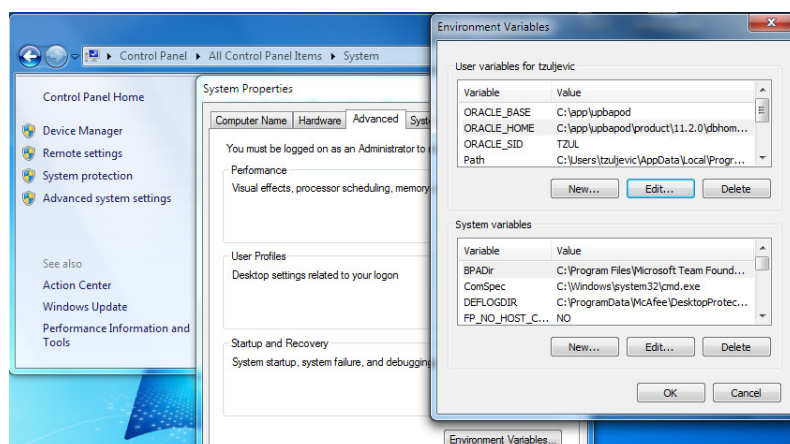 Control Panel ▸ All Control Panel Items ▸ System
Control Panel Home
Device Manager
Remote settings
System protection
Advanced system settings
See also
Action Center
Windows Update
Performance Information and
Tools
System Properties
Computer Name Hardware Advanced Syst
You must be logged on as an Administrator to
Performance
Visual effects, processor scheduling, memory
User Profiles
Desktop settings related to your logon
Startup and Recovery
System startup, system failure, and debugging
Environment Variables...
Environment Variables
User variables for tzuljevic
Variable Value
ORACLE_BASE C:\app\upbapod
ORACLE_HOME C:\app\upbapod\product\11.2.0\dbhom...
ORACLE_SID TZUL
Path C:\Users\tzuljevic\AppData\Local\Progr...
New... Edit... Delete
System variables
Variable Value
BPADir C:\Program Files\Microsoft Team Found...
ComSpec C:\Windows\system32\cmd.exe
DEFLOGDIR C:\ProgramData\McAfee\DesktopProtec...
FP_NO_HOST_C... NO
New... Edit... Delete
OK Cancel